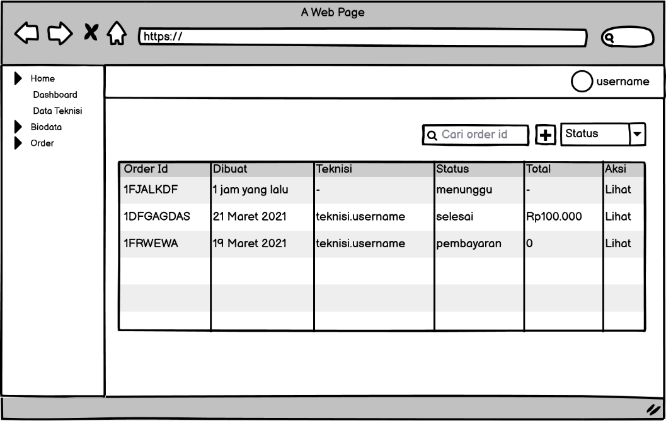 A Web Page
https://
username
Home
Dashboard
Data Teknisi
Biodata
Order
Cari order id
Status
Order Id Dibuat Teknisi Status Total Aksi
1FJALKDF 1 jam yang lalu - menunggu - Lihat
1DFGAGDAS 21 Maret 2021 teknisi.username selesai Rp100.000 Lihat
1FRWEWA 19 Maret 2021 teknisi.username pembayaran 0 Lihat